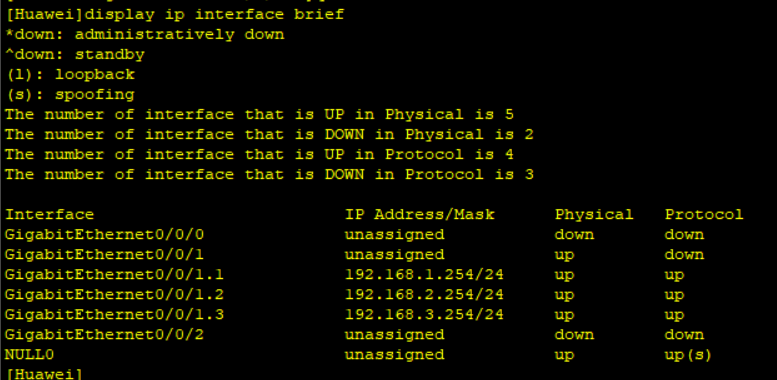 [Huawei]display ip interface brief
*down: administratively down
^down: standby
(l): loopback
(s): spoofing
The number of interface that is UP in Physical is 5
The number of interface that is DOWN in Physical is 2
The number of interface that is UP in Protocol is 4
The number of interface that is DOWN in Protocol is 3
Interface IP Address/Mask Physical Protocol
GigabitEthernet0/0/0 unassigned down down
GigabitEthernet0/0/1 unassigned up down
GigabitEthernet0/0/1.1 192.168.1.254/24 up up
GigabitEthernet0/0/1.2 192.168.2.254/24 up up
GigabitEthernet0/0/1.3 192.168.3.254/24 up up
GigabitEthernet0/0/2 unassigned down down
NULL0 unassigned up up(s)
[Huawei]